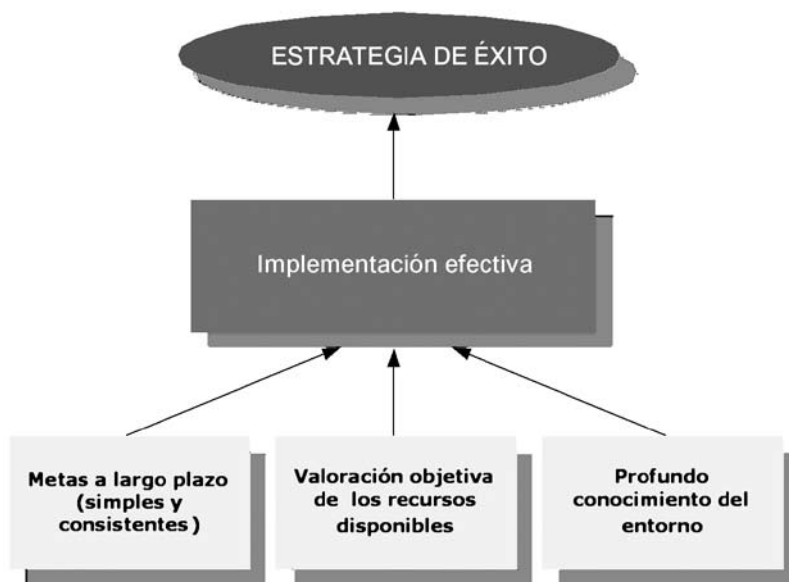 ESTRATEGIA DE ÉXITO
Implementación efectiva
Metas a largo plazo
(simples y
consistentes)
Valoración objetiva
de los recursos
disponibles
Profundo
conocimiento del
entorno